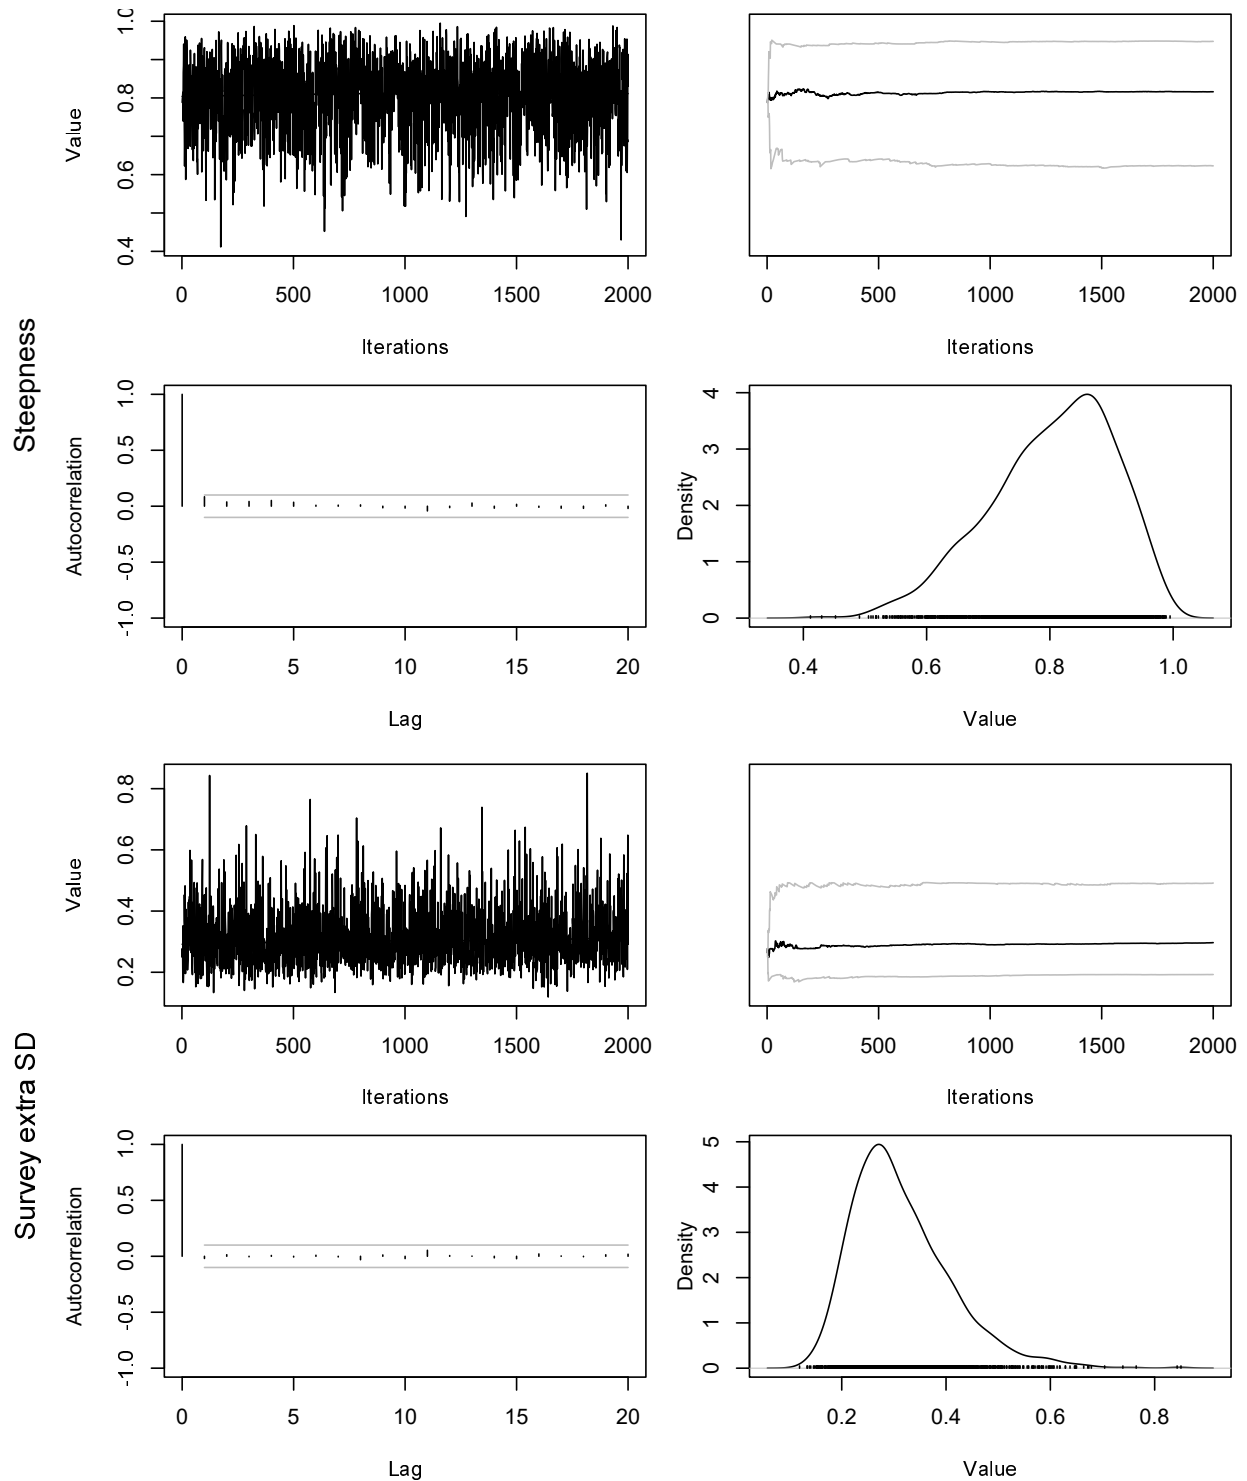 Steepness
Value
0.4 0.6 0.8 1.0
0 500 1000 1500 2000
Iterations
0 500 1000 1500 2000
Iterations
Autocorrelation
-1.0 -0.5 0.0 0.5 1.0
0 5 10 15 20
Lag
Density
0 1 2 3 4
0.4 0.6 0.8 1.0
Value
Survey extra SD
Value
0.2 0.4 0.6 0.8
0 500 1000 1500 2000
Iterations
0 500 1000 1500 2000
Iterations
Autocorrelation
-1.0 -0.5 0.0 0.5 1.0
0 5 10 15 20
Lag
Density
0 1 2 3 4 5
0.2 0.4 0.6 0.8
Value